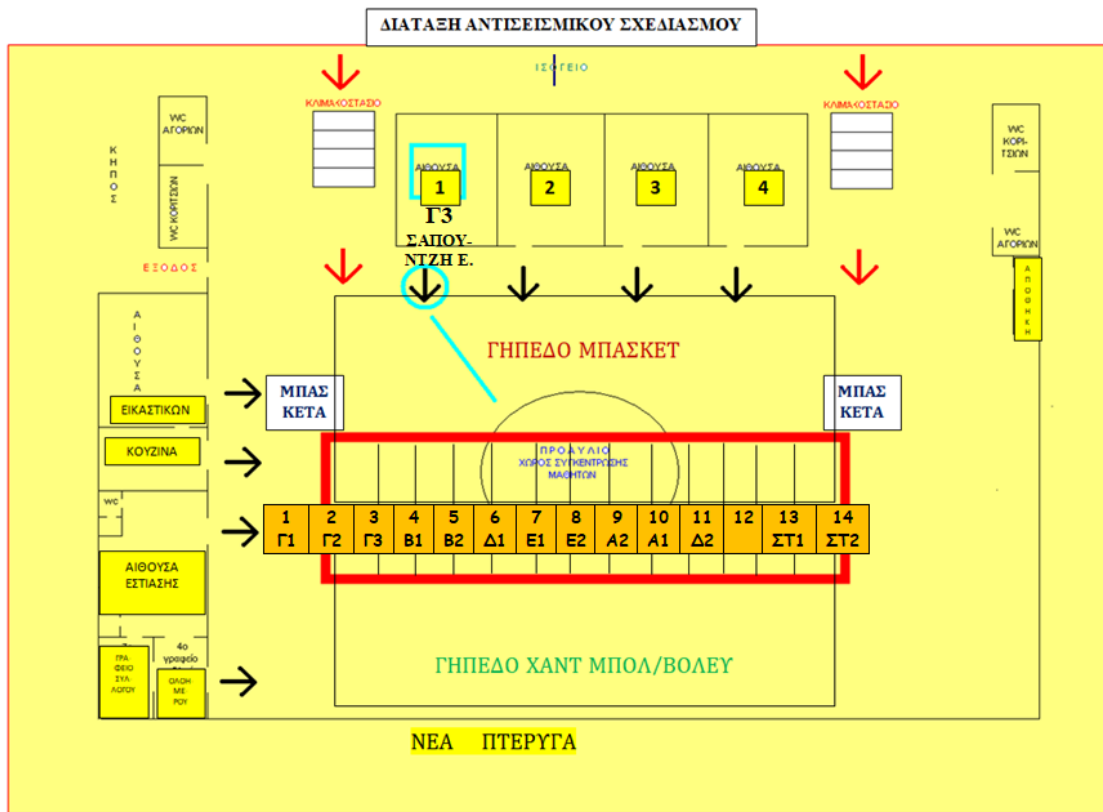 ΔΙΑΤΑΞΗ ΑΝΤΙΣΕΙΣΜΙΚΟΥ ΣΧΕΔΙΑΣΜΟΥ
ΙΣΟΓΕΙΟ
ΚΛΙΜΑΚΟΣΤΑΣΙΟ
ΚΛΙΜΑΚΟΣΤΑΣΙΟ
ΚΗΠΟΣ
WC
ΑΓΟΡΙΩΝ
WC ΚΟΡΙΤΣΙΩΝ
ΕΞΟΔΟΣ
ΑΙΘΟΥΣΑ
1
ΑΙΘΟΥΣΑ
2
ΑΙΘΟΥΣΑ
3
ΑΙΘΟΥΣΑ
4
Γ3
ΣΑΠΟΥ-
ΝΤΖΗ Ε.
WC
ΚΟΡΙ-
ΤΣΙΩΝ
WC
ΑΓΟΡΙΩΝ
ΑΠΟΘΗΚΗ
ΓΗΠΕΔΟ ΜΠΑΣΚΕΤ
ΜΠΑΣ
ΚΕΤΑ
ΜΠΑΣ
ΚΕΤΑ
ΑΙΘΟΥΣΑ
ΕΙΚΑΣΤΙΚΩΝ
ΚΟΥΖΙΝΑ
WC
ΑΙΘΟΥΣΑ
ΕΣΤΙΑΣΗΣ
ΠΡΟΑΥΛΙΟ
ΧΩΡΟΣ ΣΥΓΚΕΝΤΡΩΣΗΣ
ΜΑΘΗΤΩΝ
1 2 3 4 5 6 7 8 9 10 11 12 13 14
Γ1 Γ2 Γ3 Β1 Β2 Δ1 Ε1 Ε2 Α2 Α1 Δ2 ΣΤ1 ΣΤ2
4ο
γραφείο
ΓΡΑ-
ΦΕΙΟ
ΣΥΛ-
ΛΟΓΟΥ
ΟΛΟΗ
ΜΕ-
ΡΟΥ
ΓΗΠΕΔΟ ΧΑΝΤ ΜΠΟΛ/ΒΟΛΕΥ
ΝΕΑ ΠΤΕΡΥΓΑ